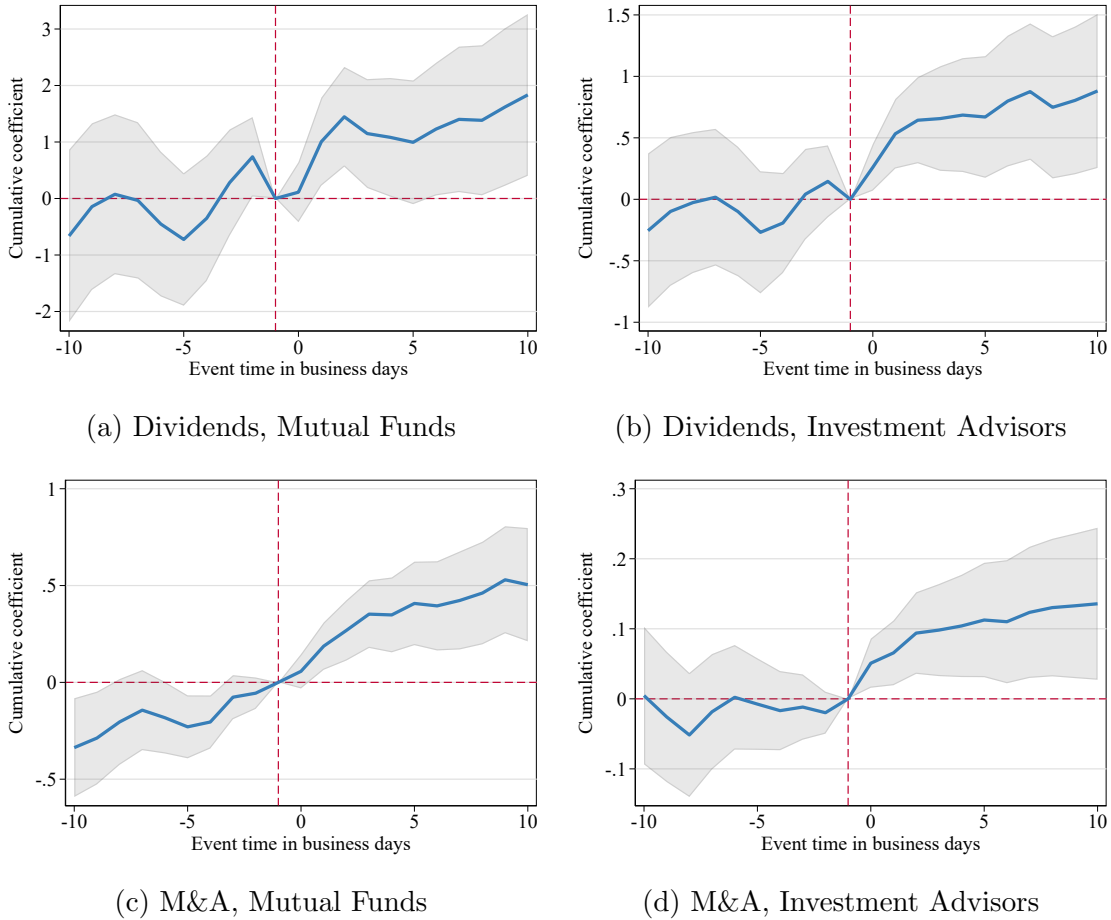 3
2
1
0
-1
-2
Cumulative coefficient
-10 -5 0 5 10
Event time in business days
(a) Dividends, Mutual Funds
1.5
1
.5
0
-.5
-1
Cumulative coefficient
-10 -5 0 5 10
Event time in business days
(b) Dividends, Investment Advisors
1
.5
0
-.5
Cumulative coefficient
-10 -5 0 5 10
Event time in business days
(c) M&A, Mutual Funds
.3
.2
.1
0
-.1
Cumulative coefficient
-10 -5 0 5 10
Event time in business days
(d) M&A, Investment Advisors